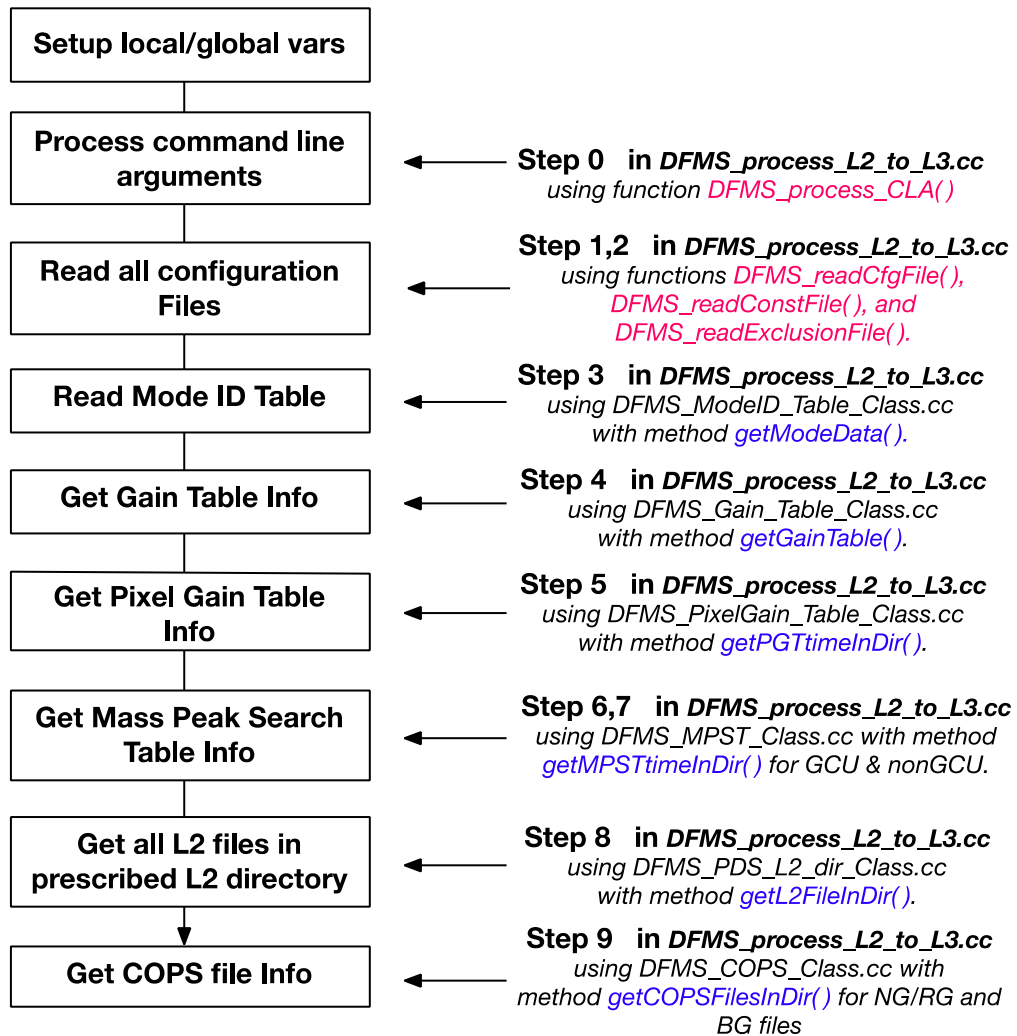 Setup local/global vars
Process command line
arguments
Step 0 in DFMS_process_L2_to_L3.cc
using function DFMS_process_CLA()
Read all configuration
Files
Step 1,2 in DFMS_process_L2_to_L3.cc
using functions DFMS_readCfgFile(),
DFMS_readConstFile(), and
DFMS_readExclusionFile().
Read Mode ID Table
Step 3 in DFMS_process_L2_to_L3.cc
using DFMS_ModeID_Table_Class.cc
with method getModeData().
Get Gain Table Info
Step 4 in DFMS_process_L2_to_L3.cc
using DFMS_Gain_Table_Class.cc
with method getGainTable().
Get Pixel Gain Table
Info
Step 5 in DFMS_process_L2_to_L3.cc
using DFMS_PixelGain_Table_Class.cc
with method getPGTtimeInDir().
Get Mass Peak Search
Table Info
Step 6,7 in DFMS_process_L2_to_L3.cc
using DFMS_MPST_Class.cc with method
getMPSTtimeInDir() for GCU & nonGCU.
Get all L2 files in
prescribed L2 directory
Step 8 in DFMS_process_L2_to_L3.cc
using DFMS_PDS_L2_dir_Class.cc
with method getL2FileInDir().
Get COPS file Info
Step 9 in DFMS_process_L2_to_L3.cc
using DFMS_COPS_Class.cc with
method getCOPSFilesInDir() for NG/RG and
BG files